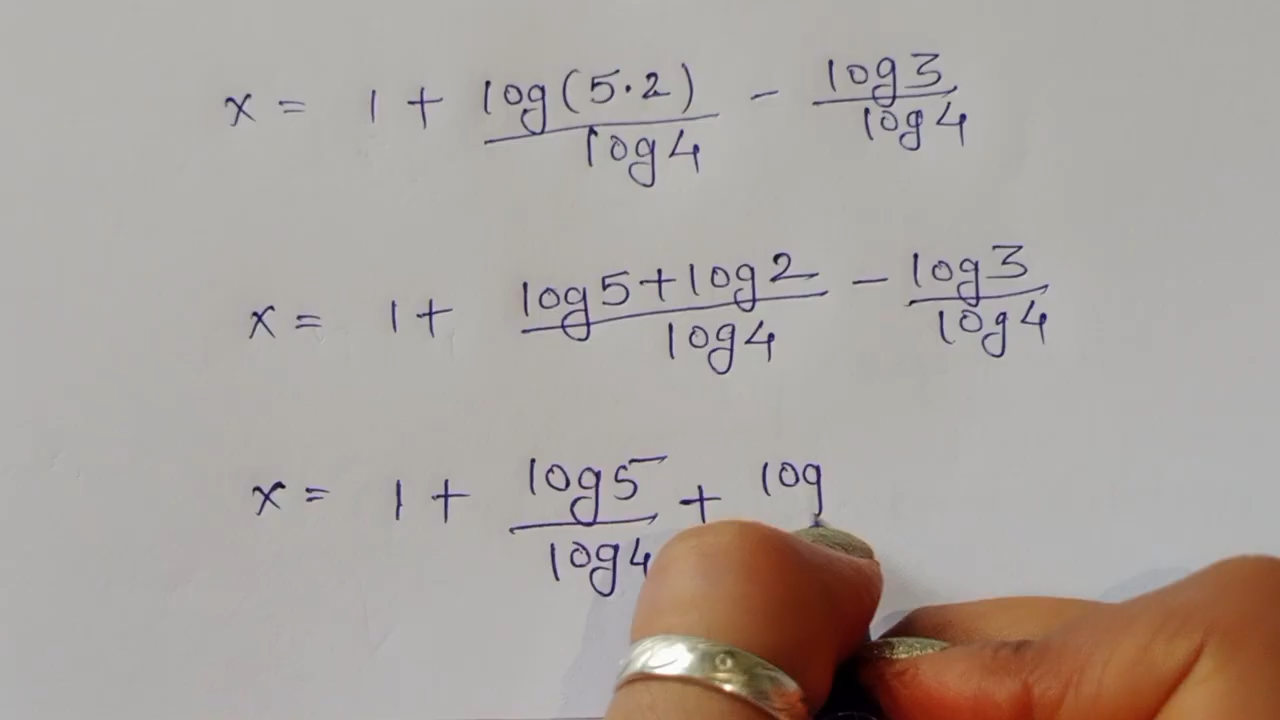 x = 1 + log(5·2)/log4 - log3/log4
x = 1 + log5+log2/log4 - log3/log4
x = 1 + log5/log4 + log